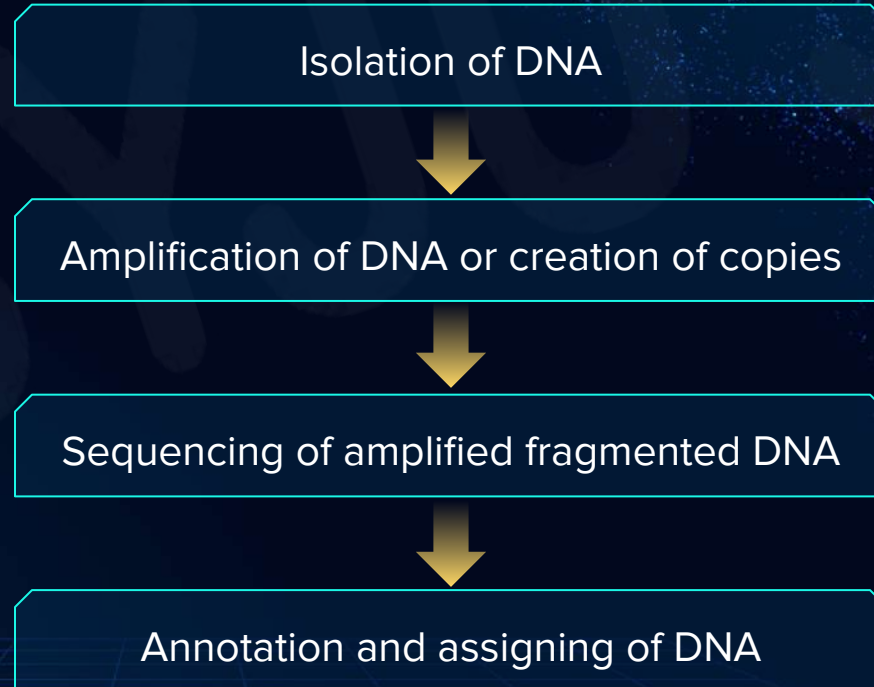 Isolation of DNA
Amplification of DNA or creation of copies
Sequencing of amplified fragmented DNA
Annotation and assigning of DNA